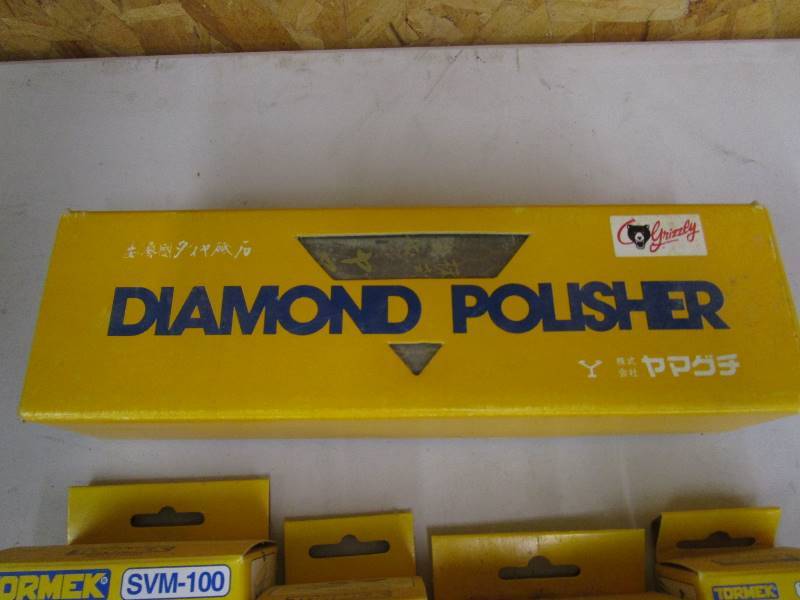 Grizzly
ダイヤ砥石
DIAMOND POLISHER
株式会社 ヤマグチ
TORMEK SVM-100
TORMEK